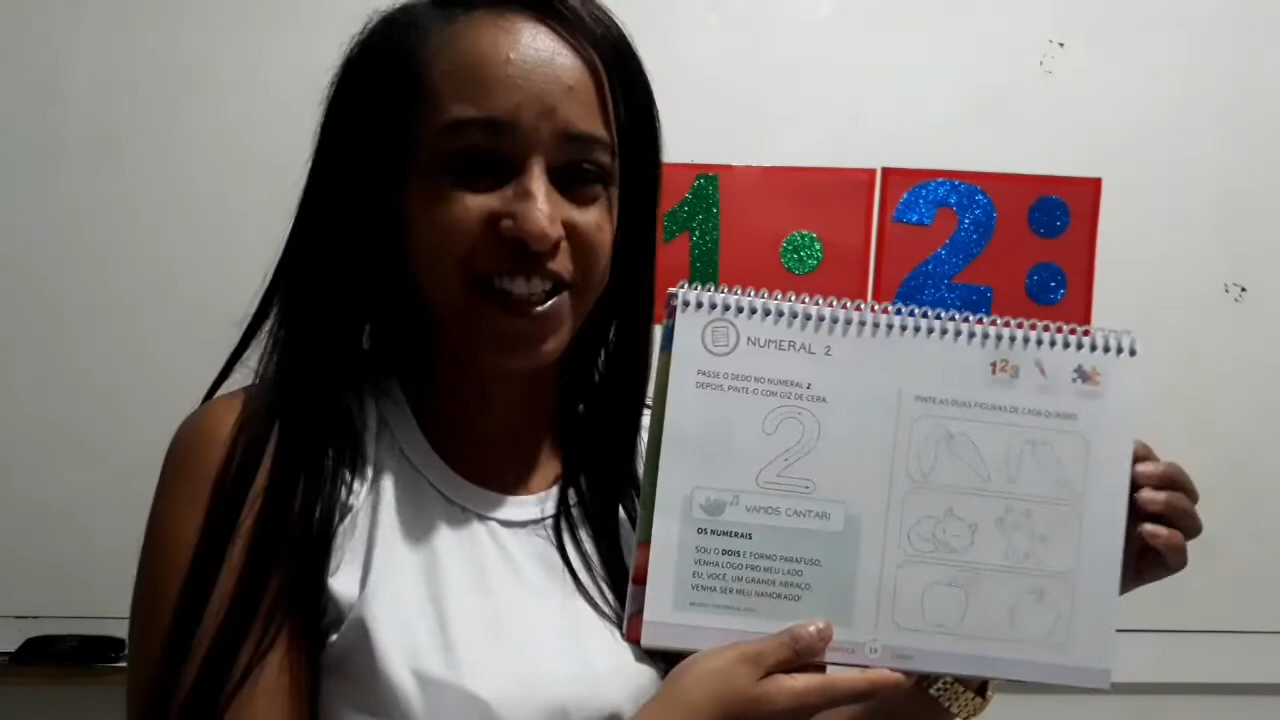 1
2
NUMERAL 2
123
PASSE O DEDO NO NUMERAL 2
DEPOIS, PINTE-O COM GIZ DE CERA.
PINTE AS DUAS FIGURAS DE CADA QUADRO.
2
VAMOS CANTAR!
OS NUMERAIS
SOU O DOIS E FORMO PARAFUSO;
VENHA LOGO PRO MEU LADO.
EU, VOCÊ, UM GRANDE ABRAÇO,
VENHA SER MEU NAMORADO!
19